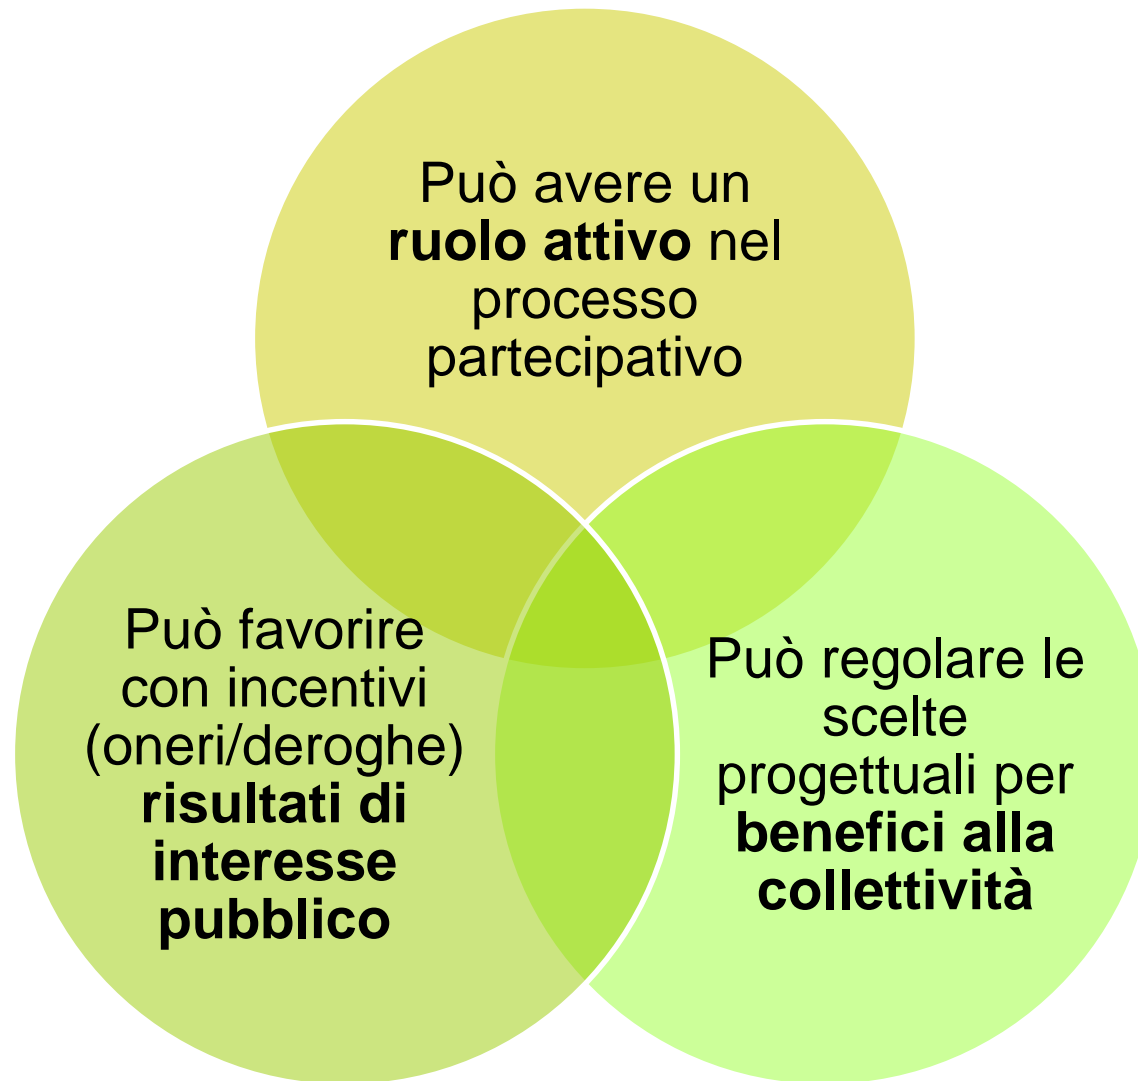 Può avere un
ruolo attivo nel
processo
partecipativo
Può favorire
con incentivi
(oneri/deroghe)
risultati di
interesse
pubblico
Può regolare le
scelte
progettuali per
benefici alla
collettività